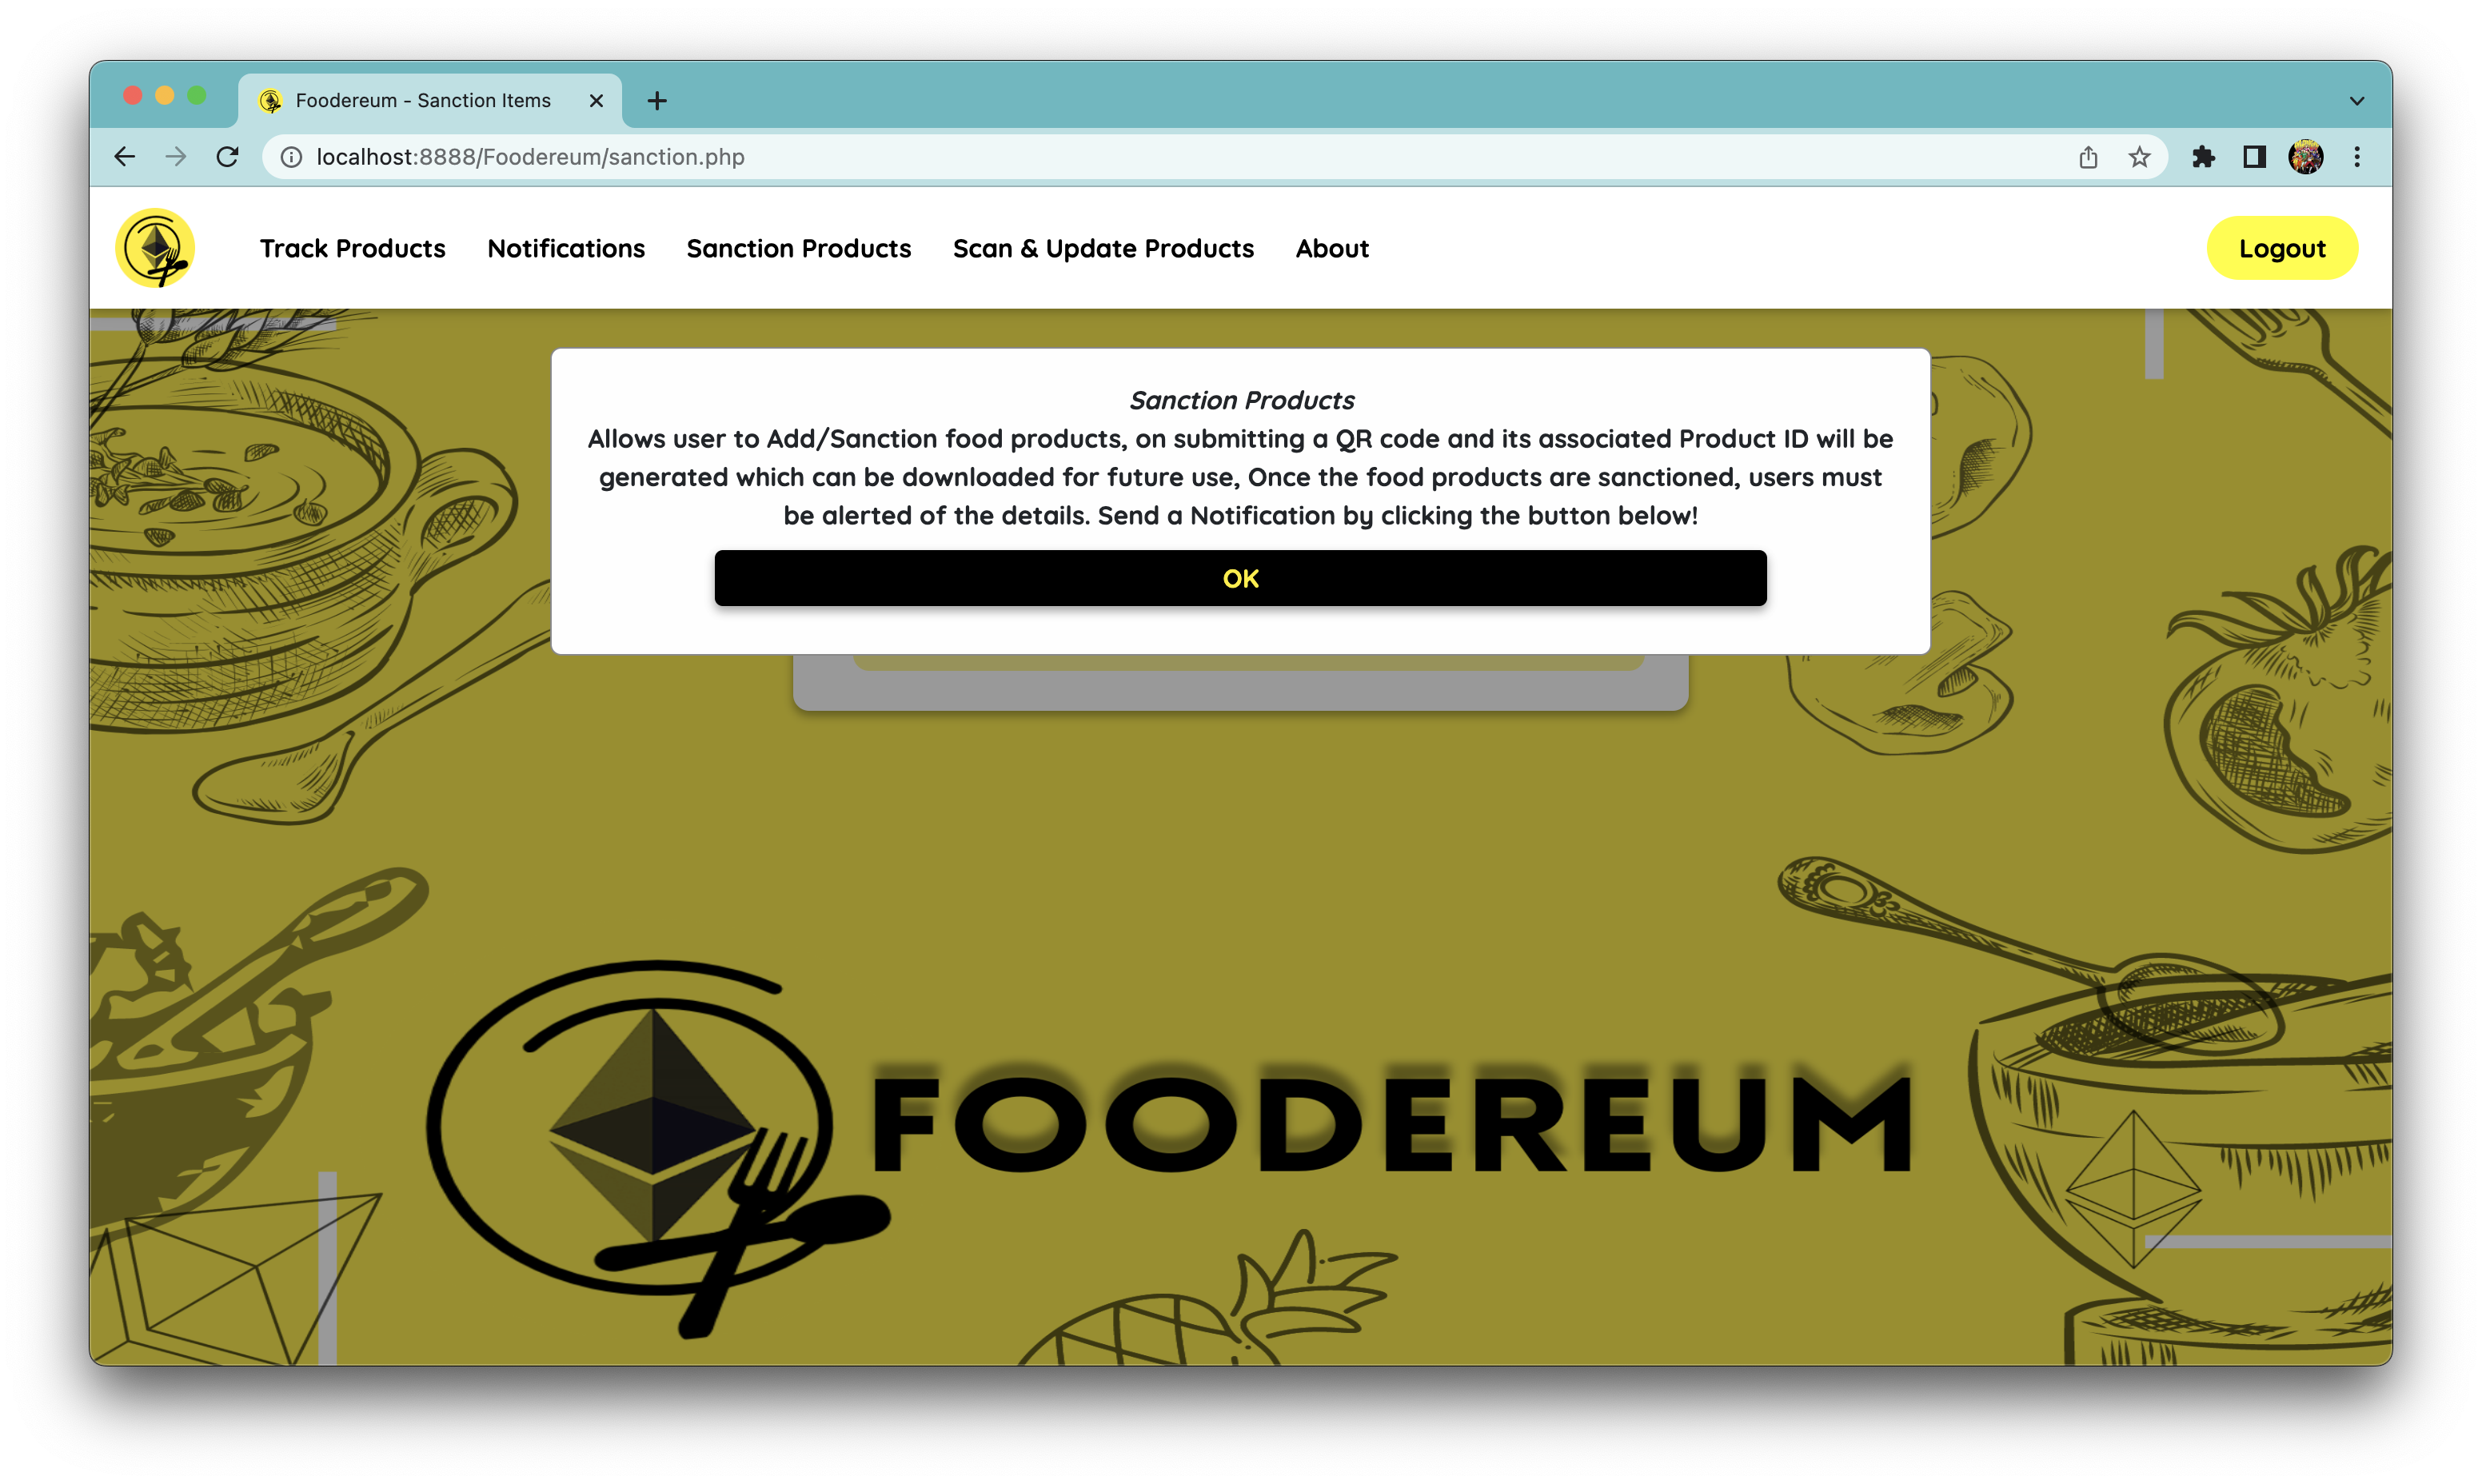 Foodereum - Sanction Items
localhost:8888/Foodereum/sanction.php
Track Products
Notifications
Sanction Products
Scan & Update Products
About
Logout
Sanction Products
Allows user to Add/Sanction food products, on submitting a QR code and its associated Product ID will be
generated which can be downloaded for future use, Once the food products are sanctioned, users must
be alerted of the details. Send a Notification by clicking the button below!
OK
FOODEREUM